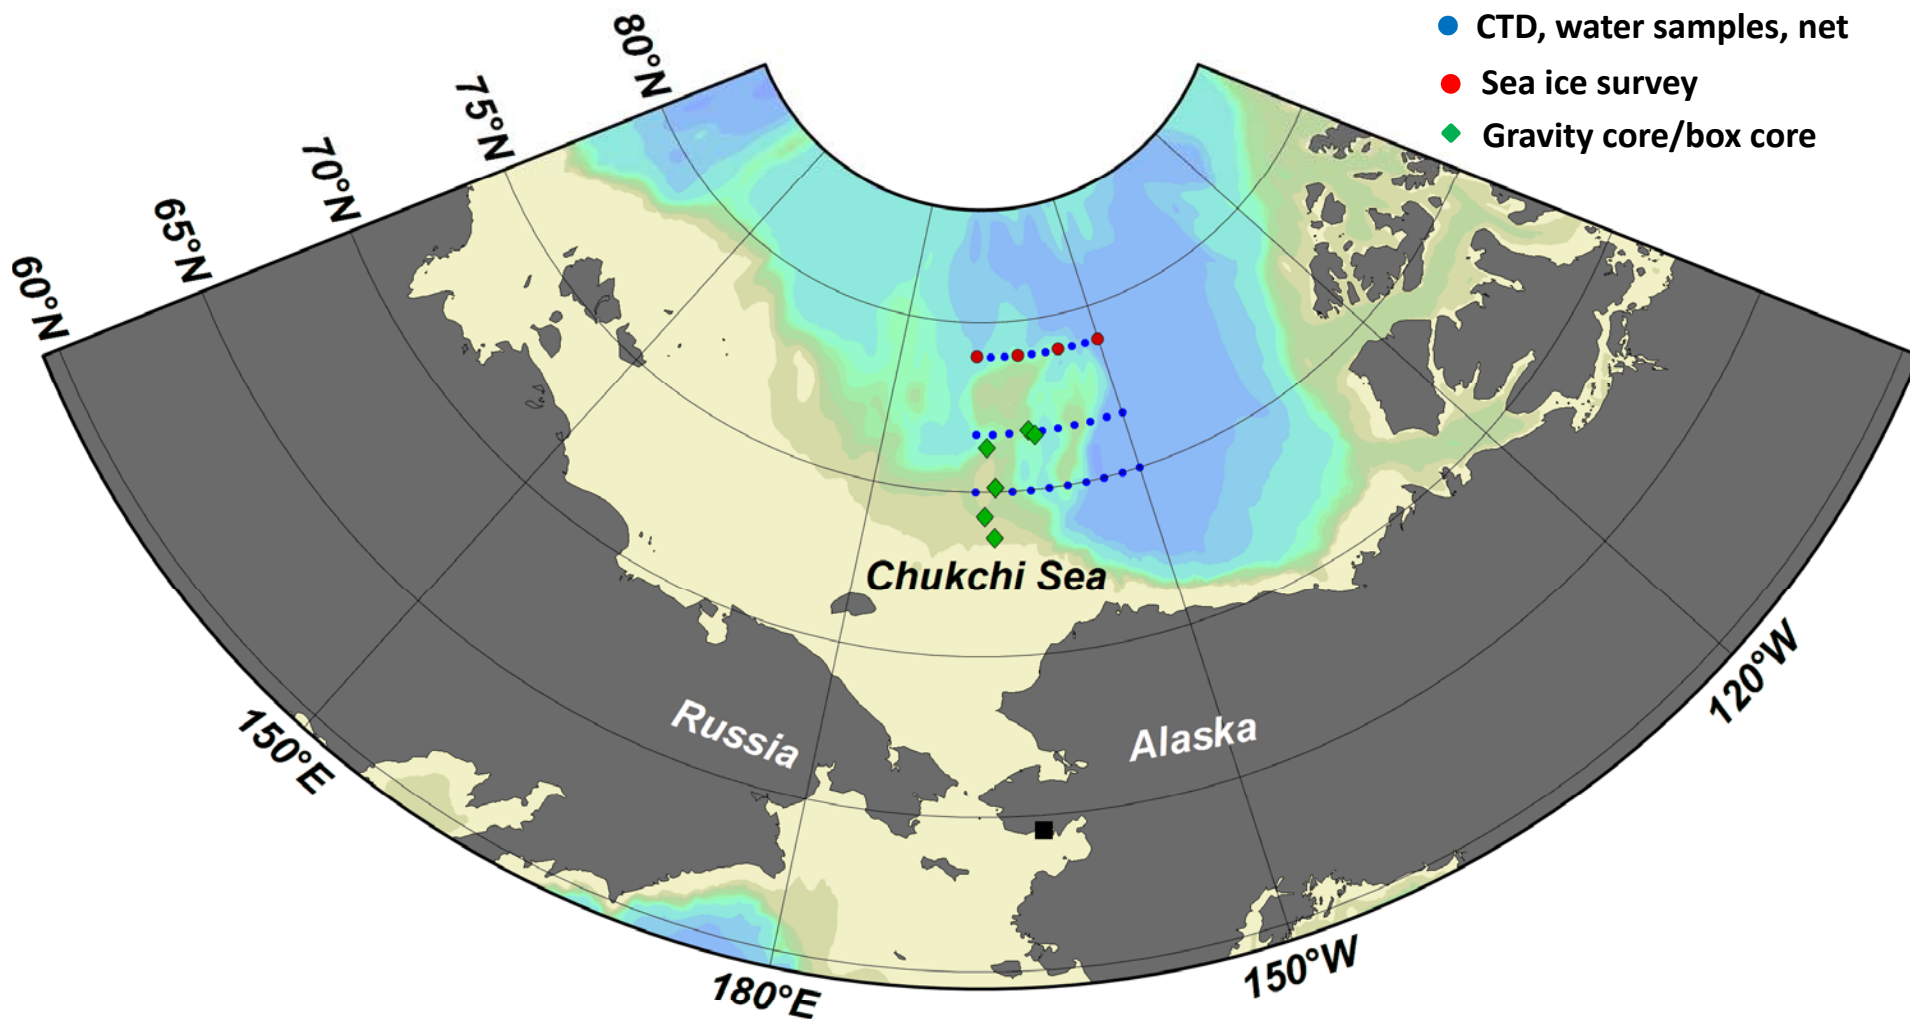 CTD, water samples, net
Sea ice survey
Gravity core/box core
80°N
75°N
70°N
65°N
60°N
Chukchi Sea
Russia
Alaska
150°E
180°E
150°W
120°W